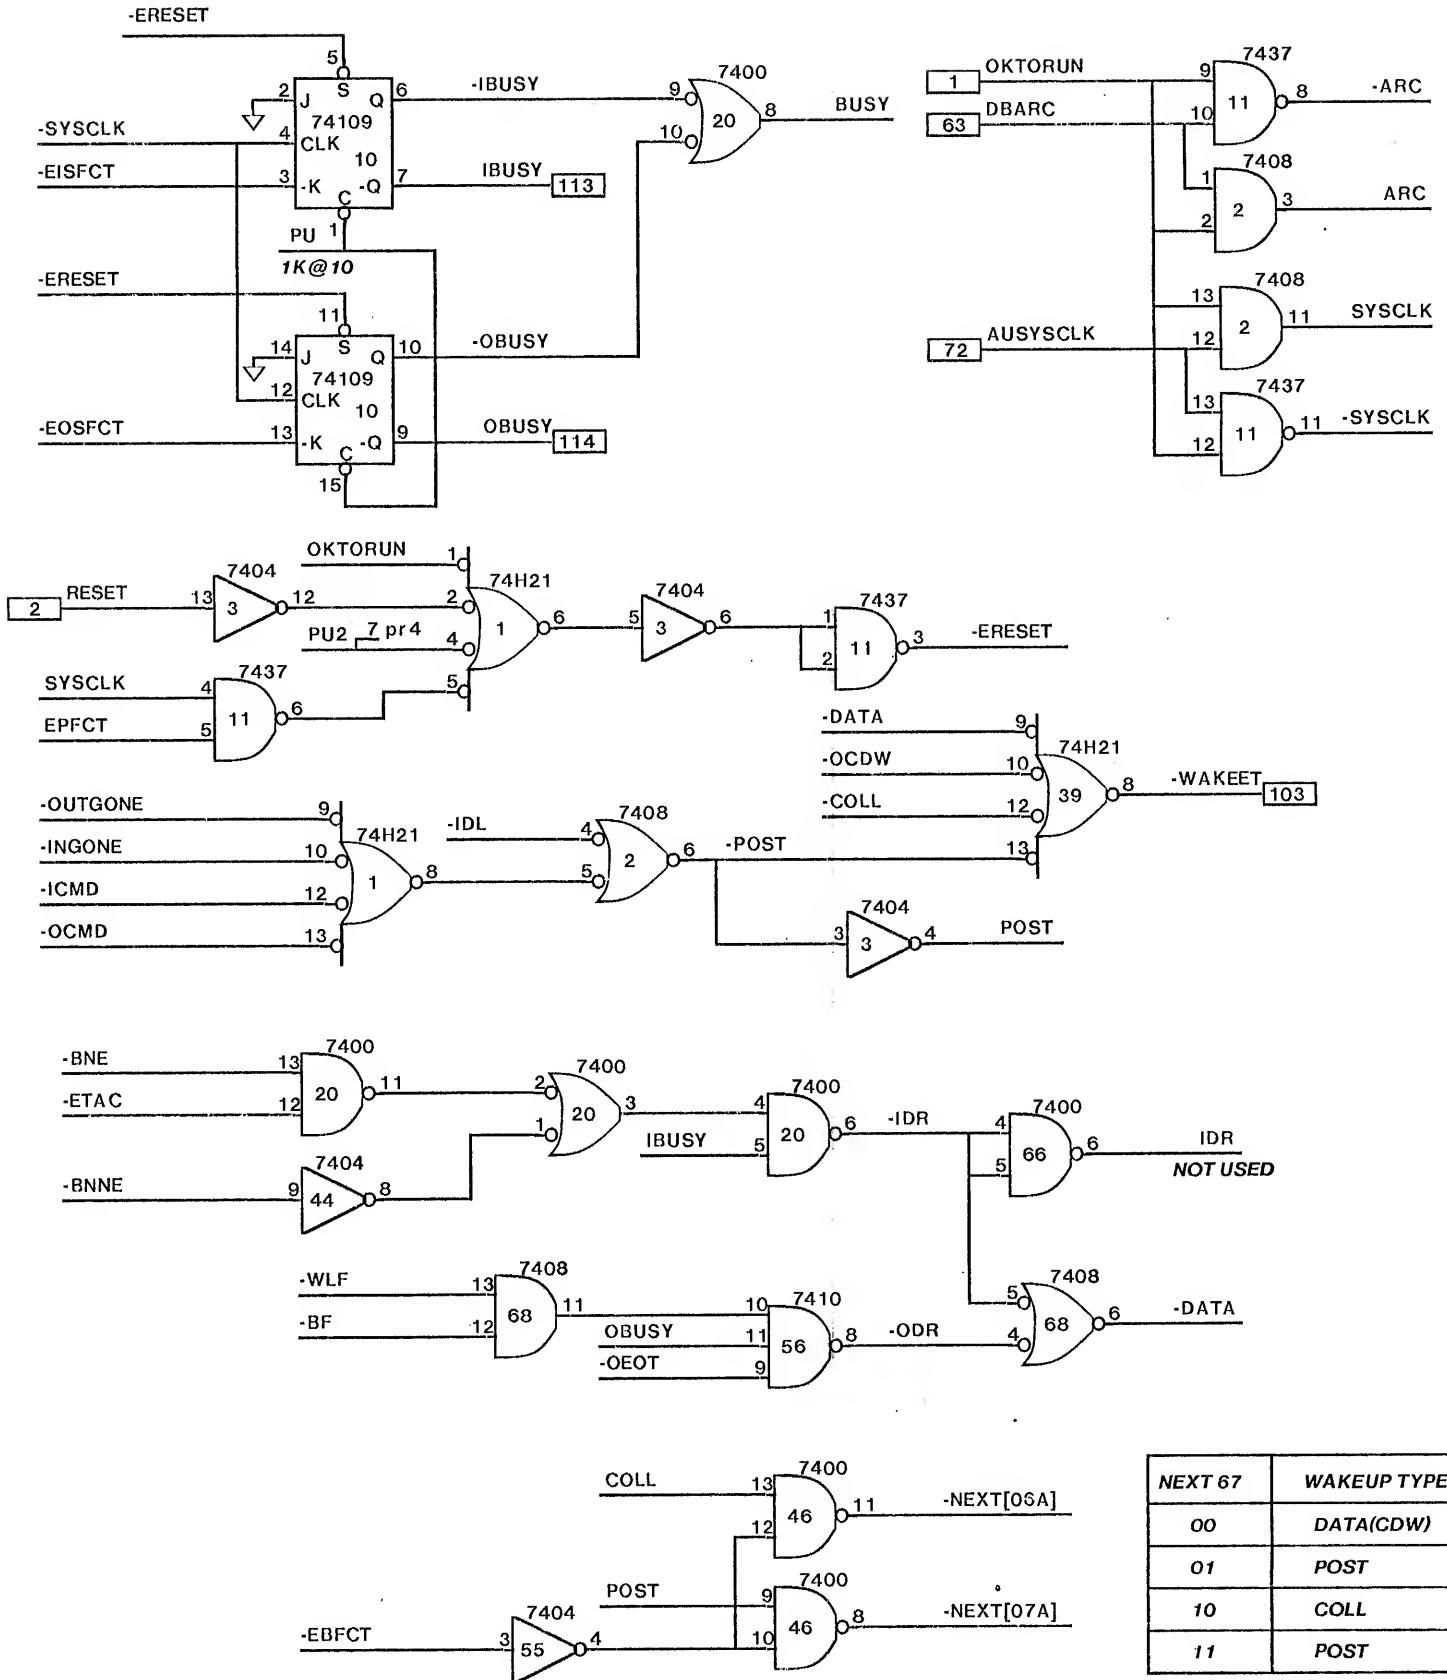 -ERESET
5
2 J S Q 6 -IBUSY 9 7400
74109
-SYSCLK 4 CLK 10 20 8 BUSY
10
-EISFCT 3 -K -Q 7 IBUSY 113
C
PU 1
1K@10
-ERESET
11
14 J S Q 10 -OBUSY
74109
12 CLK
10
-EOSFCT 13 -K -Q 9 OBUSY 114
C
15
7437
1 OKTORUN 9
11 8 -ARC
63 DBARC 10
7408
1
2 3 ARC
2
7408
13
2 11 SYSCLK
72 AUSYSCLK 12
7437
13
11 11 -SYSCLK
12
OKTORUN 1
7404 74H21
2 RESET 13 3 12 2 1 6 5 7404 3 6 1 7437 11 3 -ERESET
2
PU2 7 pr4 4
7437
SYSCLK 4 5
11 6
EPFCT 5
-DATA 9
74H21
-OCDW 10
39 8 -WAKEET 103
-COLL 12
13
-OUTGONE 9
74H21
-INGONE 10
1 8
-ICMD 12
-OCMD 13
-IDL 4 7408
2 6 -POST
5
7404
3 3 4 POST
-BNE 13 7400
20 11 2 7400
-ETAC 12 20 3 4 7400
1 20 6 -IDR 4 7400
IBUSY 5 66 6 IDR
5 NOT USED
7404
-BNNE 9 44 8
-WLF 13 7408
68 11 10 7410
-BF 12
OBUSY 11 56 8 -ODR
-OEOT 9
7408
5
68 6 -DATA
4
COLL 13 7400
46 11 -NEXT[06A]
12
POST 9 7400
46 8 -NEXT[07A]
10
7404
-EBFCT 3 55 4
NEXT 67 WAKEUP TYPE
00 DATA(CDW)
01 POST
10 COLL
11 POST